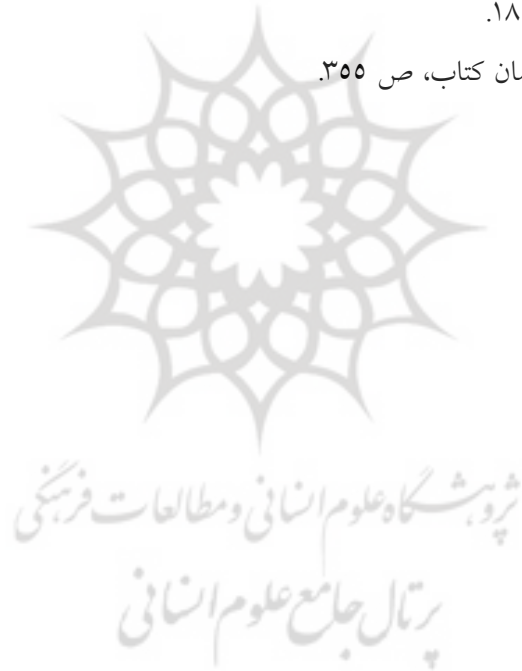 ۱۸.
ان کتاب، ص ۳۵۵.
پژوهشگاه علوم انسانی و مطالعات فرهنگی
پرتال جامع علوم انسانی